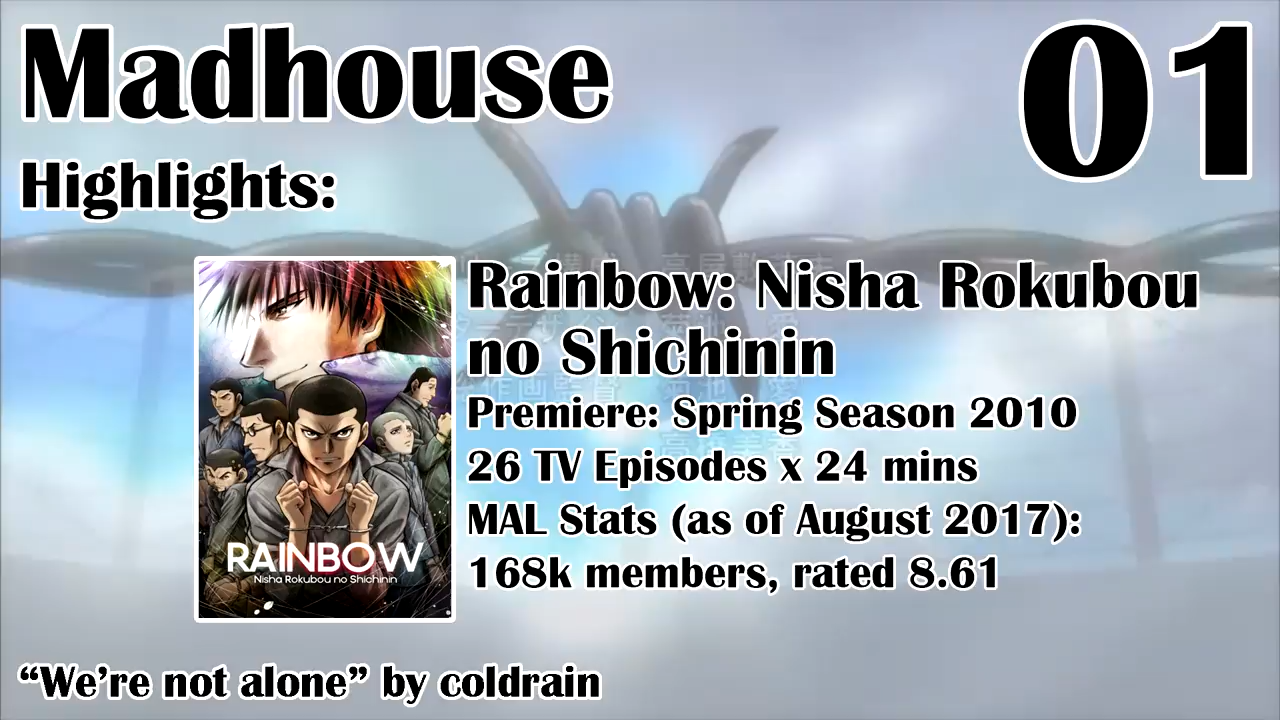 Madhouse
01
Highlights:
Rainbow: Nisha Rokubou
no Shichinin
Premiere: Spring Season 2010
26 TV Episodes x 24 mins
MAL Stats (as of August 2017):
168k members, rated 8.61
RAINBOW
Nisha Rokubou no Shichinin
“We’re not alone” by coldrain